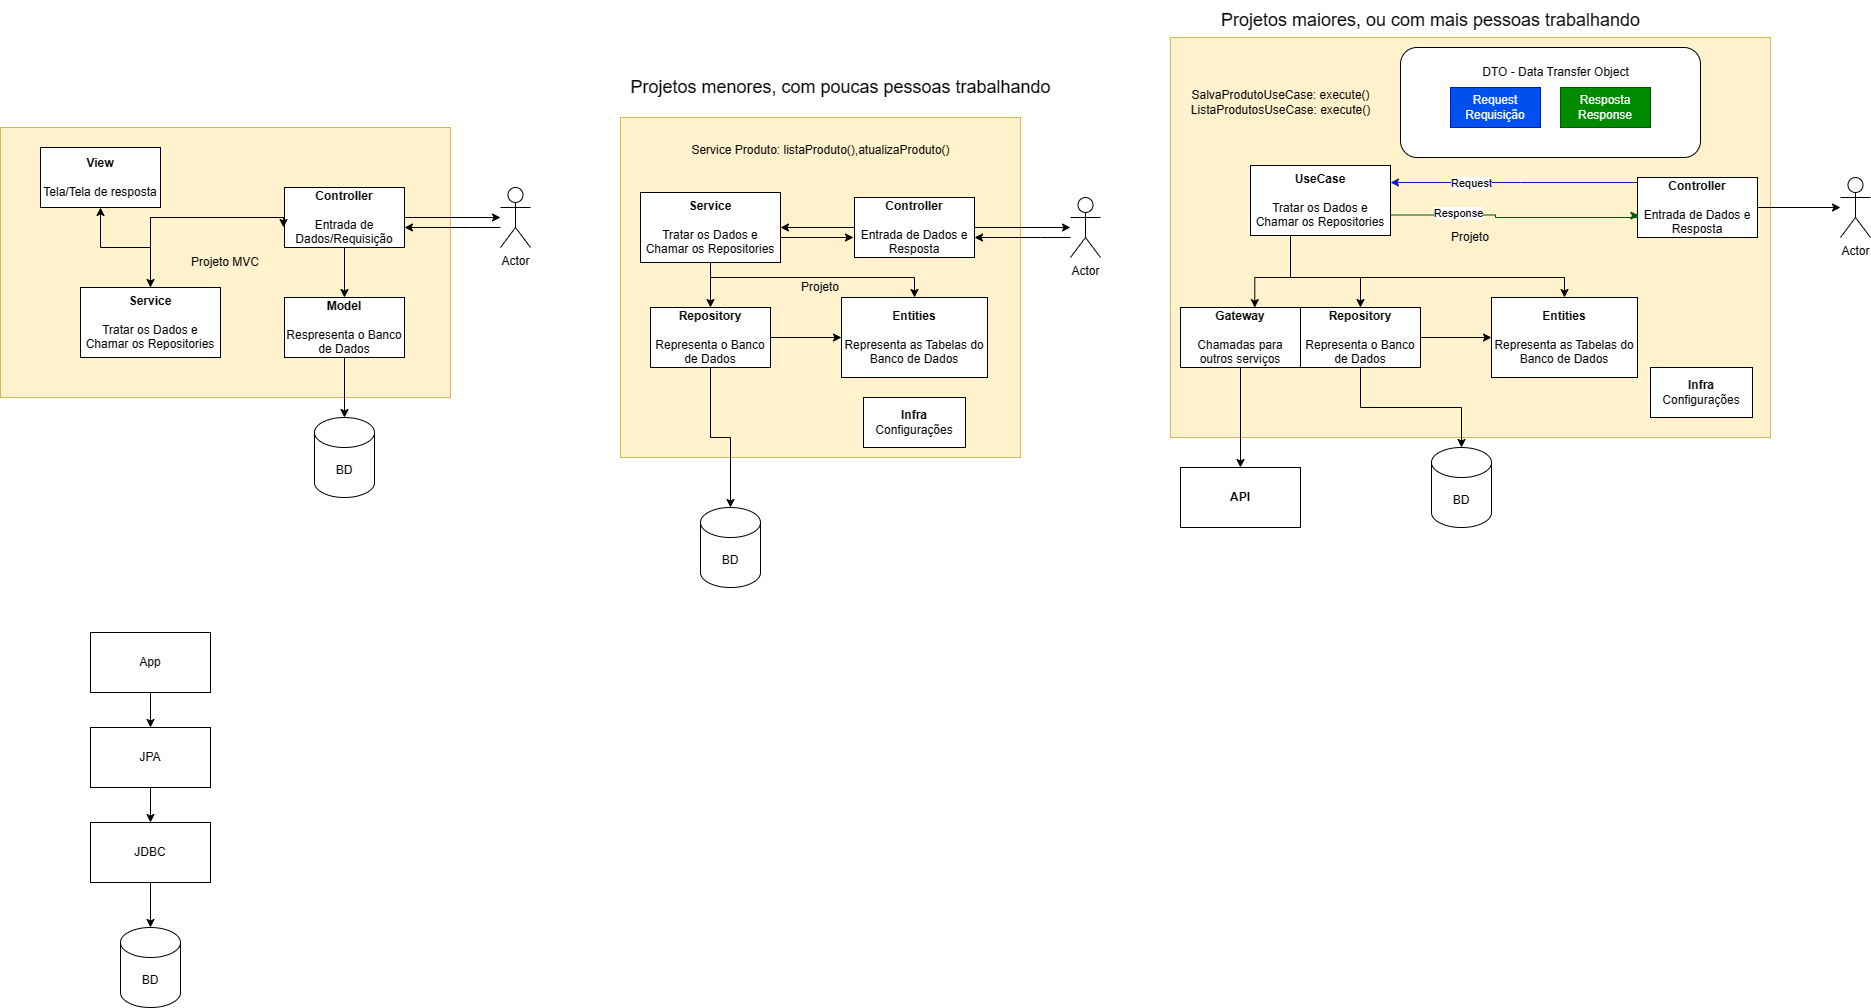 Projetos maiores, ou com mais pessoas trabalhando
Projetos menores, com poucas pessoas trabalhando
View
Tela/Tela de resposta
Controller
Entrada de
Dados/Requisição
Actor
Projeto MVC
Service
Tratar os Dados e
Chamar os Repositories
Model
Respresenta o Banco
de Dados
BD
Service Produto: listaProduto(),atualizaProduto()
Service
Tratar os Dados e
Chamar os Repositories
Controller
Entrada de Dados e
Resposta
Actor
Projeto
Repository
Representa o Banco
de Dados
Entities
Representa as Tabelas do
Banco de Dados
Infra
Configurações
BD
DTO - Data Transfer Object
Request
Requisição
Resposta
Response
SalvaProdutoUseCase: execute()
ListaProdutosUseCase: execute()
UseCase
Tratar os Dados e
Chamar os Repositories
Request
Response
Projeto
Controller
Entrada de Dados e
Resposta
Actor
Gateway
Chamadas para
outros serviços
Repository
Representa o Banco
de Dados
Entities
Representa as Tabelas do
Banco de Dados
Infra
Configurações
API
BD
App
JPA
JDBC
BD